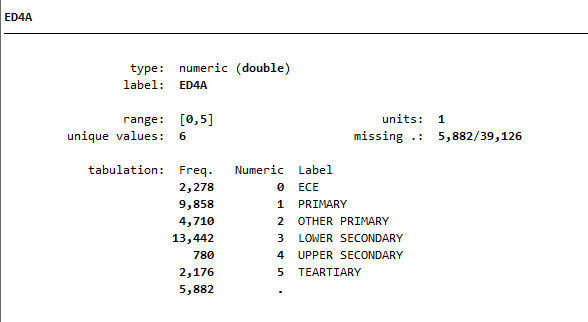 ED4A
type: numeric (double)
label: ED4A
range: [0,5] units: 1
unique values: 6 missing .: 5,882/39,126
tabulation: Freq. Numeric Label
2,278 0 ECE
9,858 1 PRIMARY
4,710 2 OTHER PRIMARY
13,442 3 LOWER SECONDARY
780 4 UPPER SECONDARY
2,176 5 TEARTIARY
5,882 .